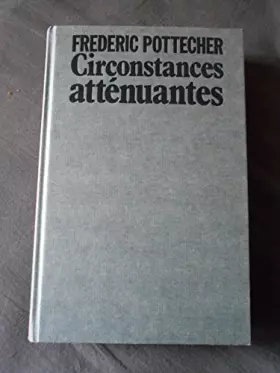 FREDERIC POTTECHER
Circonstances
atténuantes